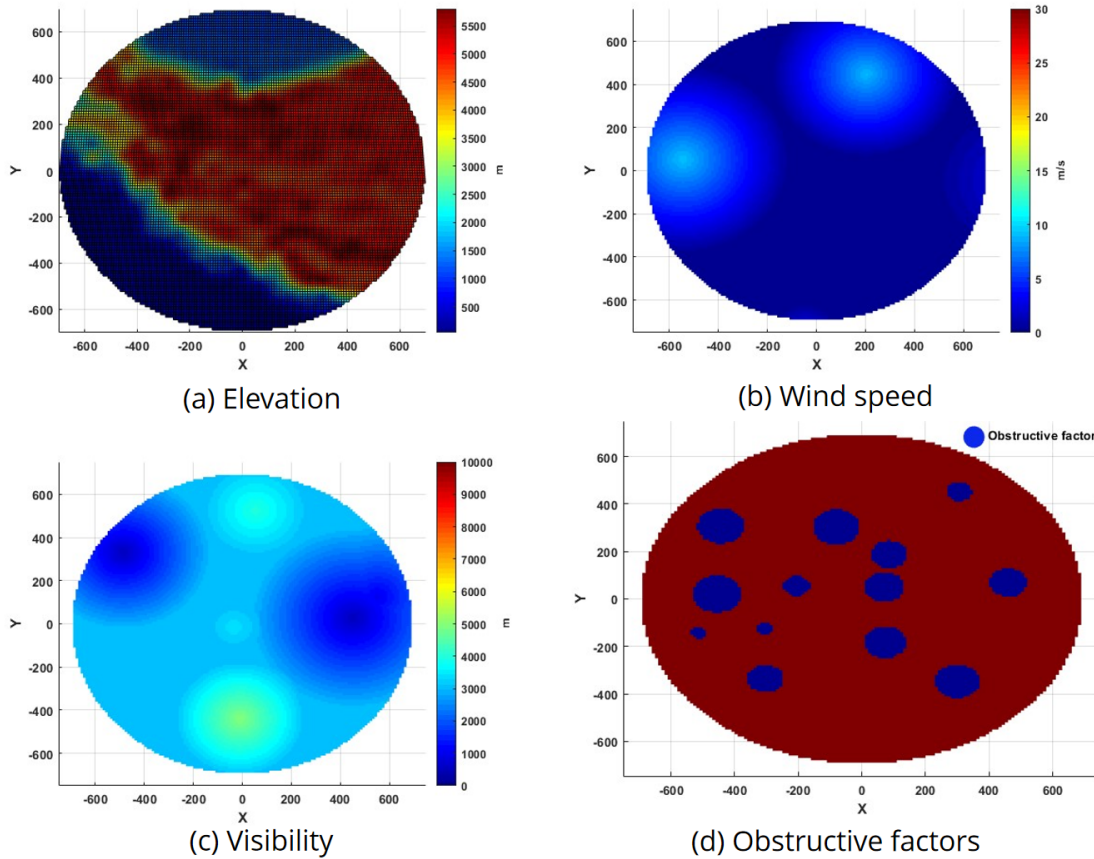 600
400
200
0
-200
-400
-600
Y
-600 -400 -200 0 200 400 600
X
5500
5000
4500
4000
3500
3000
2500
2000
1500
1000
500
m
(a) Elevation
600
400
200
0
-200
-400
-600
Y
-600 -400 -200 0 200 400 600
X
30
25
20
15
10
5
0
m/s
(b) Wind speed
600
400
200
0
-200
-400
-600
Y
-600 -400 -200 0 200 400 600
X
10000
9000
8000
7000
6000
5000
4000
3000
2000
1000
0
m
(c) Visibility
Obstructive factor
600
400
200
0
-200
-400
-600
Y
-600 -400 -200 0 200 400 600
X
(d) Obstructive factors